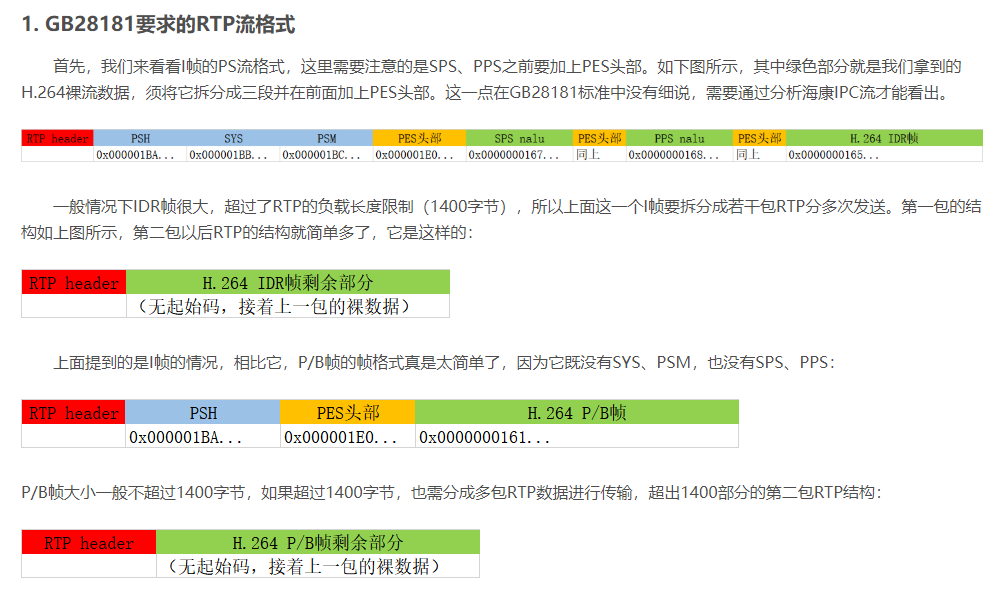 1. GB28181要求的RTP流格式
首先，我们来看看I帧的PS流格式，这里需要注意的是SPS、PPS之前要加上PES头部。如下图所示，其中绿色部分就是我们拿到的
H.264裸流数据，须将它拆分成三段并在前面加上PES头部。这一点在GB28181标准中没有细说，需要通过分析海康IPC流才能看出。
RTP header PSH SYS PSM PES头部 SPS nalu PES头部 PPS nalu PES头部 H.264 IDR帧
0x000001BA... 0x000001BB... 0x000001BC... 0x000001E0... 0x0000000167... 同上 0x0000000168... 同上 0x0000000165...
一般情况下IDR帧很大，超过了RTP的负载长度限制（1400字节），所以上面这一个I帧要拆分成若干包RTP分多次发送。第一包的结
构如上图所示，第二包以后RTP的结构就简单多了，它是这样的：
RTP header H.264 IDR帧剩余部分
（无起始码，接着上一包的裸数据）
上面提到的是I帧的情况，相比它，P/B帧的帧格式真是太简单了，因为它既没有SYS、PSM，也没有SPS、PPS：
RTP header PSH PES头部 H.264 P/B帧
0x000001BA... 0x000001E0... 0x0000000161...
P/B帧大小一般不超过1400字节，如果超过1400字节，也需分成多包RTP数据进行传输，超出1400部分的第二包RTP结构：
RTP header H.264 P/B帧剩余部分
（无起始码，接着上一包的裸数据）